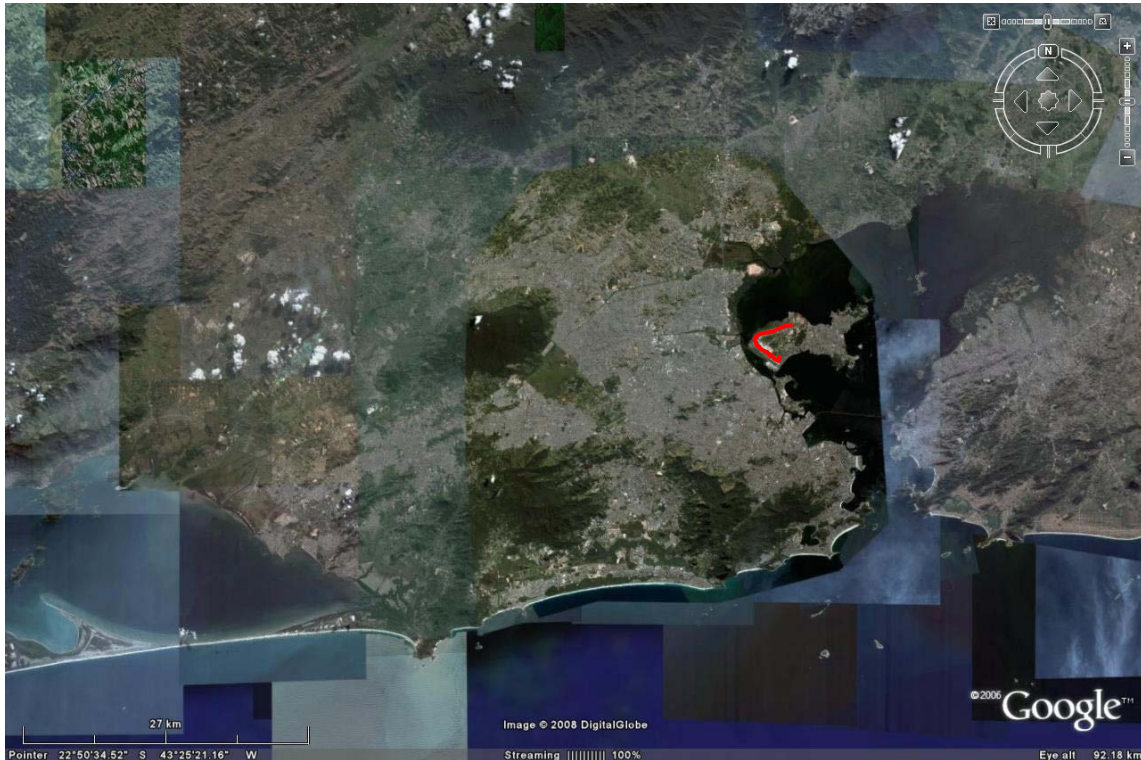 N
©2006 Google™
27 km
Image © 2008 DigitalGlobe
Pointer 22°50'34.52" S 43°25'21.16" W Streaming |||||||||| 100% Eye alt 92.18 km